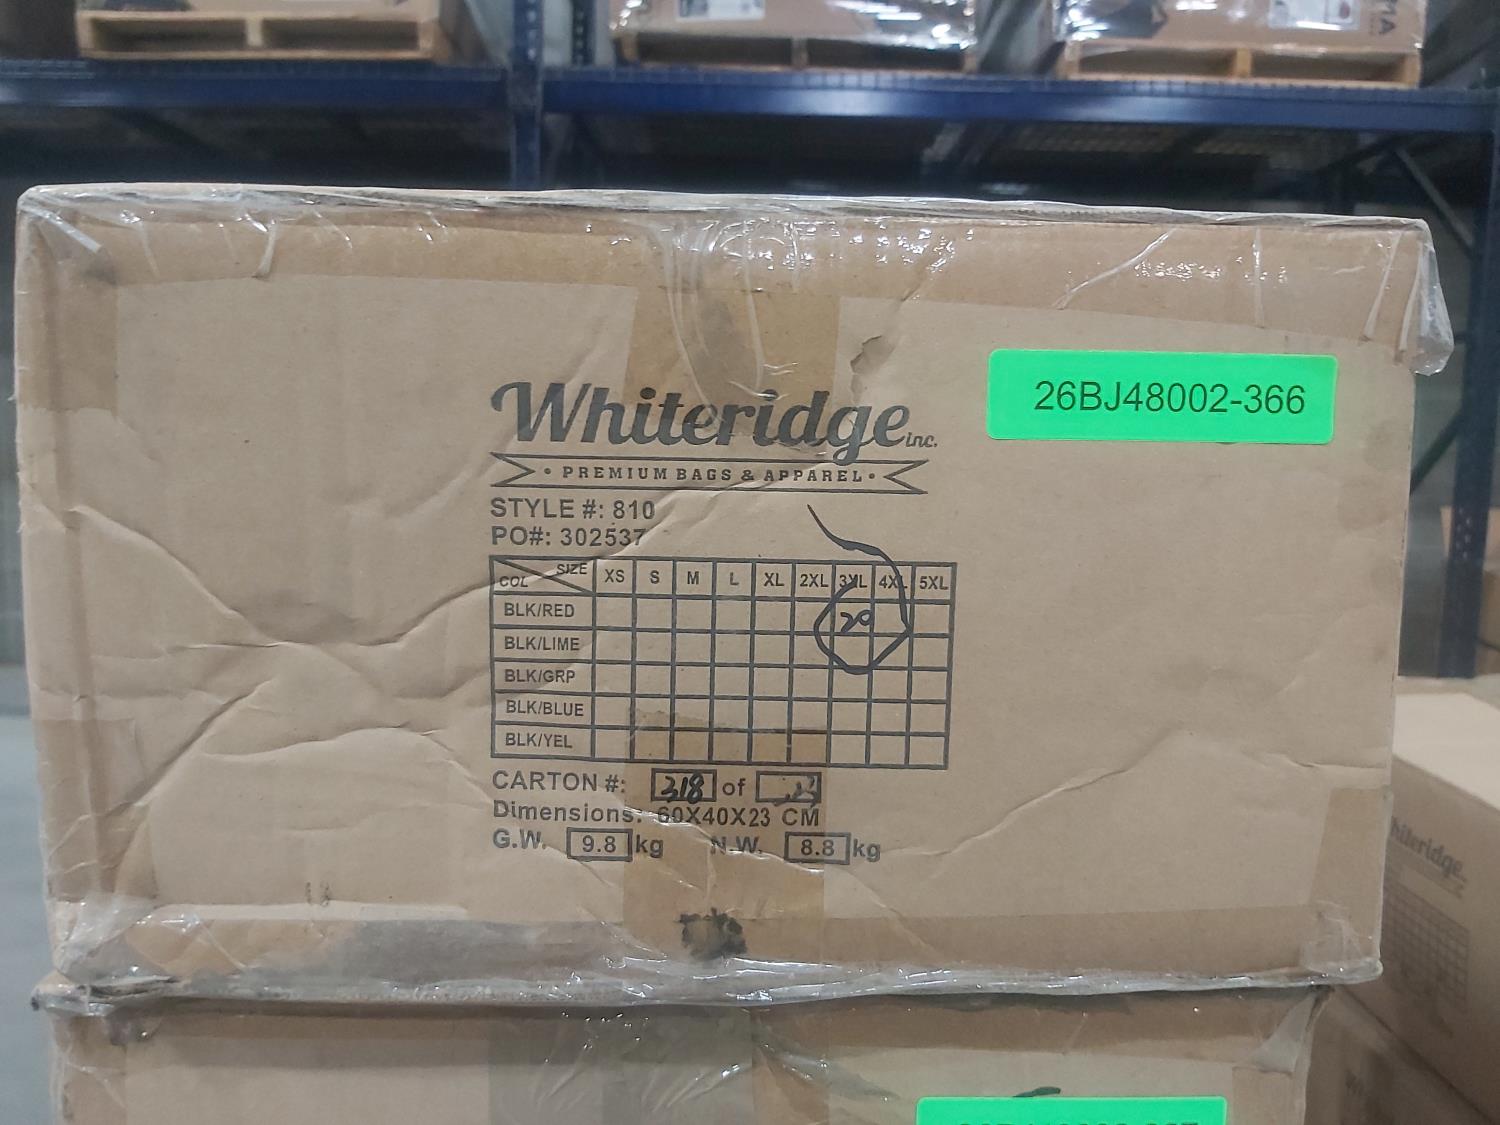 26BJ48002-366
Whiteridge inc.
• PREMIUM BAGS & APPAREL •
STYLE #: 810
PO#: 302537
COL SIZE XS S M L XL 2XL 3XL 4XL 5XL
BLK/RED 20
BLK/LIME
BLK/GRP
BLK/BLUE
BLK/YEL
CARTON #: 318 of
Dimensions: 60X40X23 CM
G.W. 9.8 kg N.W. 8.8 kg